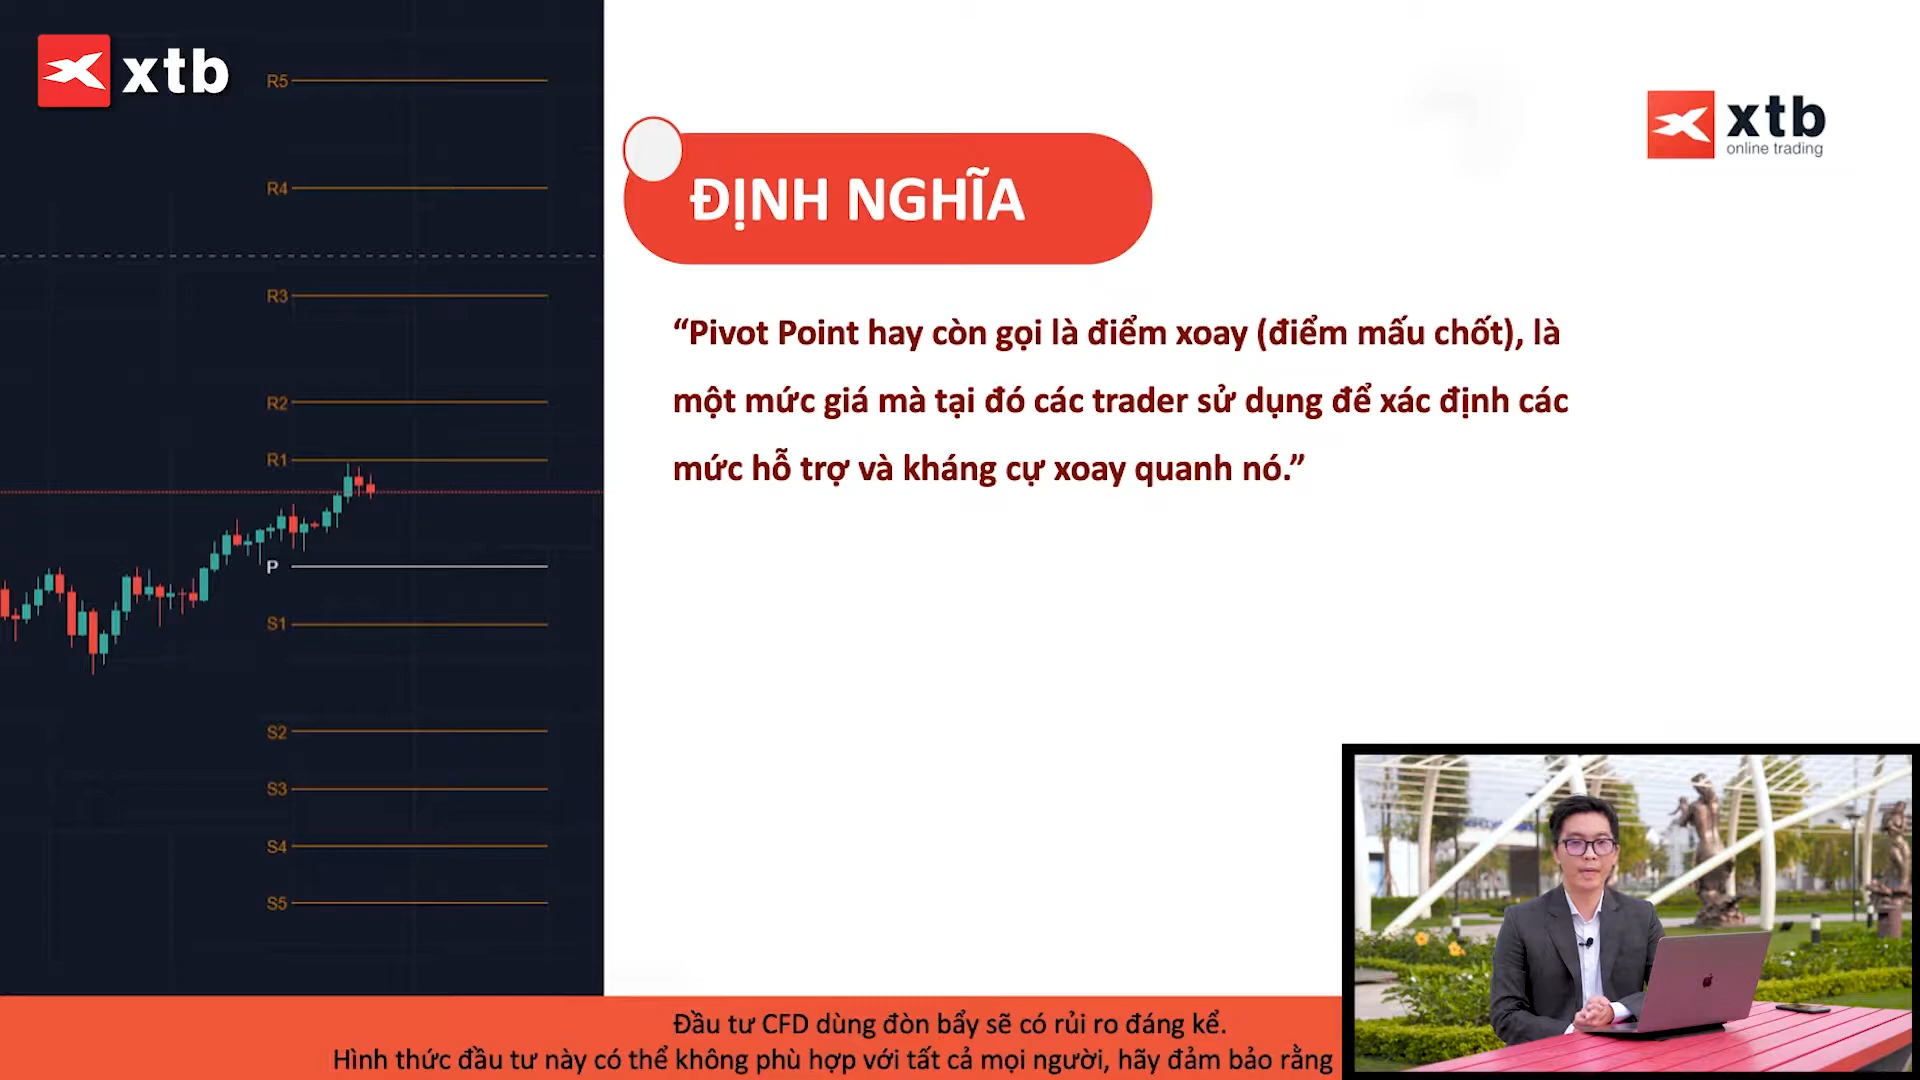 xtb
R5
R4
R3
R2
R1
P
S1
S2
S3
S4
S5
xtb
online trading
ĐỊNH NGHĨA
“Pivot Point hay còn gọi là điểm xoay (điểm mấu chốt), là
một mức giá mà tại đó các trader sử dụng để xác định các
mức hỗ trợ và kháng cự xoay quanh nó.”
Đầu tư CFD dùng đòn bẩy sẽ có rủi ro đáng kể.
Hình thức đầu tư này có thể không phù hợp với tất cả mọi người, hãy đảm bảo rằng